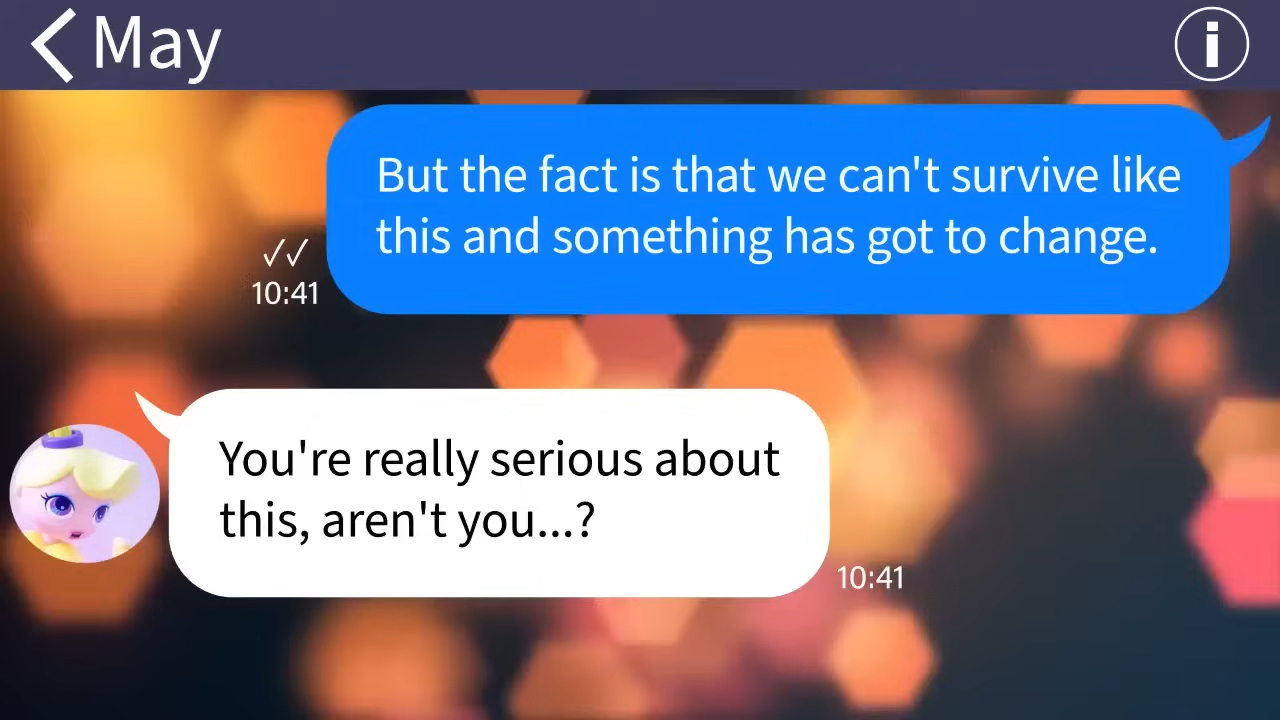 May
But the fact is that we can't survive like
this and something has got to change.
✓✓
10:41
You're really serious about
this, aren't you...?
10:41